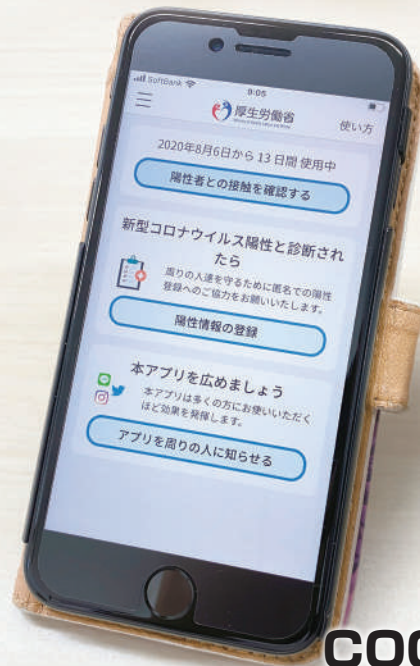 SoftBank
9:05
厚生労働省
使い方
2020年8月6日から 13 日間 使用中
陽性者との接触を確認する
新型コロナウイルス陽性と診断され
たら
周りの人達を守るために匿名での陽性
登録へのご協力をお願いいたします。
陽性情報の登録
本アプリを広めましょう
本アプリは多くの方にお使いいただく
ほど効果を発揮します。
アプリを周りの人に知らせる